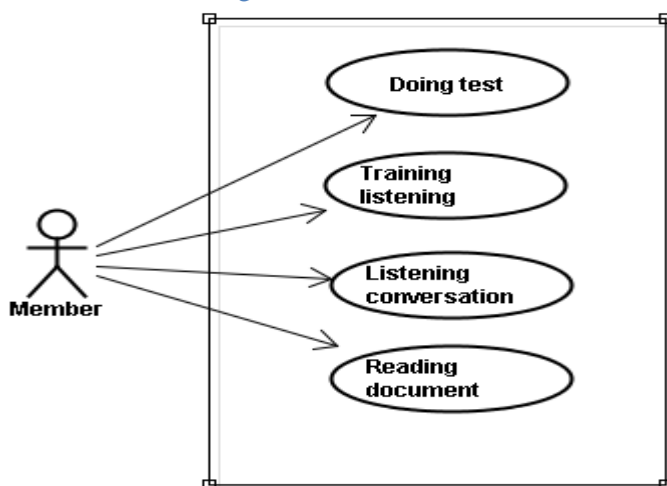 Doing test
Training
listening
Member
Listening
conversation
Reading
document